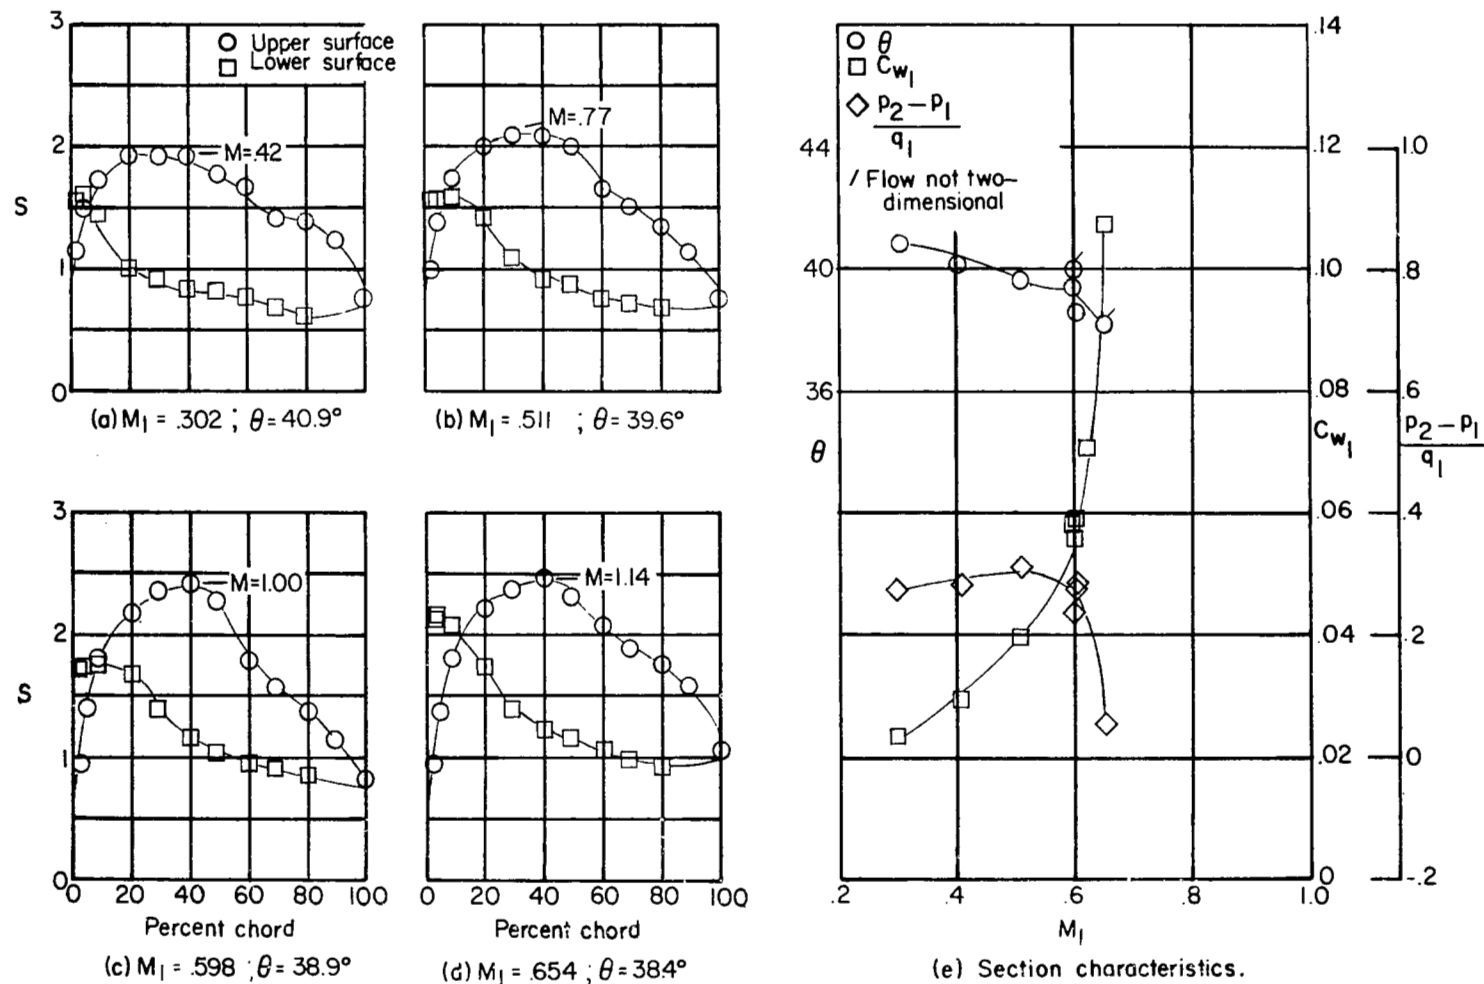 3
2
1
0
S
○ Upper surface
□ Lower surface
M=.42
(a) M₁ = .302 ; θ = 40.9°
M=.77
(b) M₁ = .511 ; θ = 39.6°
3
2
1
0
S
M=1.00
0 20 40 60 80 100
Percent chord
(c) M₁ = .598 ; θ = 38.9°
M=1.14
0 20 40 60 80 100
Percent chord
(d) M₁ = .654 ; θ = 38.4°
○ θ
□ C_w₁
◇ p₂ – p₁
q₁
/ Flow not two-
dimensional
44
40
36
θ
.14
.12
.10
.08
C_w₁
.06
.04
.02
0
1.0
.8
.6
p₂ – p₁
q₁
.4
.2
0
-.2
.2 .4 .6 .8 1.0
M₁
(e) Section characteristics.